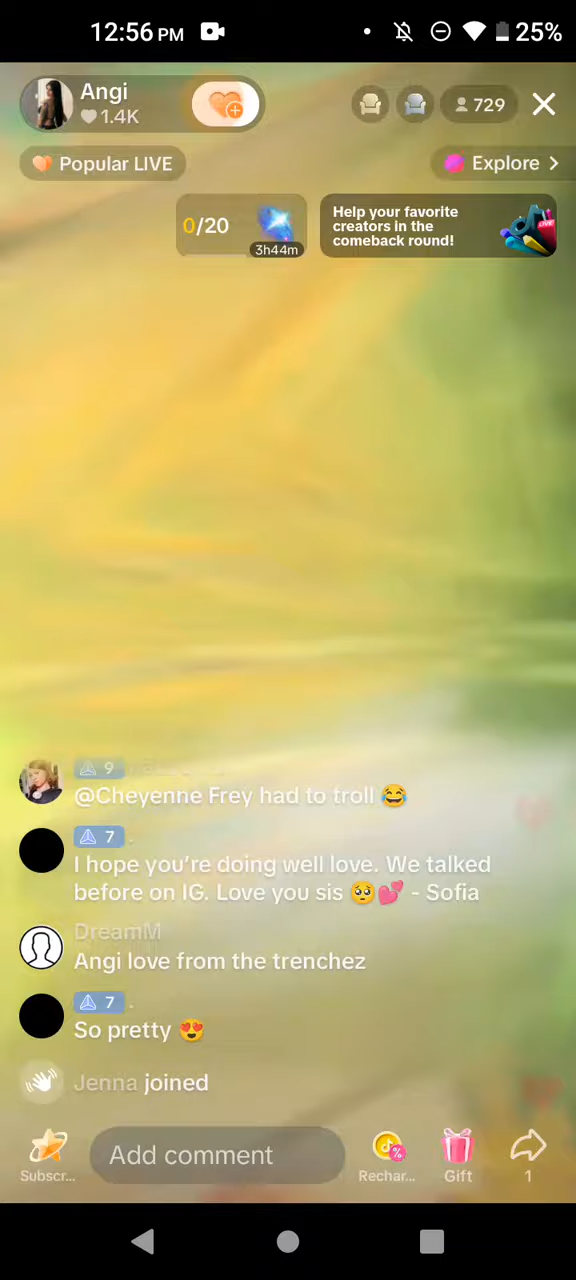 12:56 PM
25%
Angi
1.4K
729
Popular LIVE
Explore >
0/20
3h44m
Help your favorite
creators in the
comeback round!
LIVE
9
@Cheyenne Frey had to troll 😂
7 .
I hope you're doing well love. We talked
before on IG. Love you sis 🥺💕 - Sofia
DreamM
Angi love from the trenchez
7 .
So pretty 😍
Jenna joined
Add comment
Subscr...
Rechar...
Gift
1